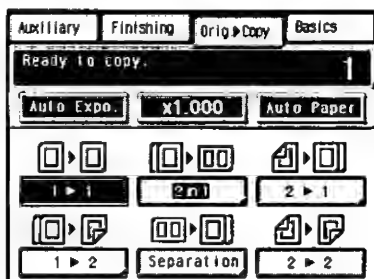 Auxiliary Finishing Orig.▶Copy Basics
Ready to copy. 1
Auto Expo. x1.000 Auto Paper
1 ▶ 1 2in1 2 ▶ 1
1 ▶ 2 Separation 2 ▶ 2